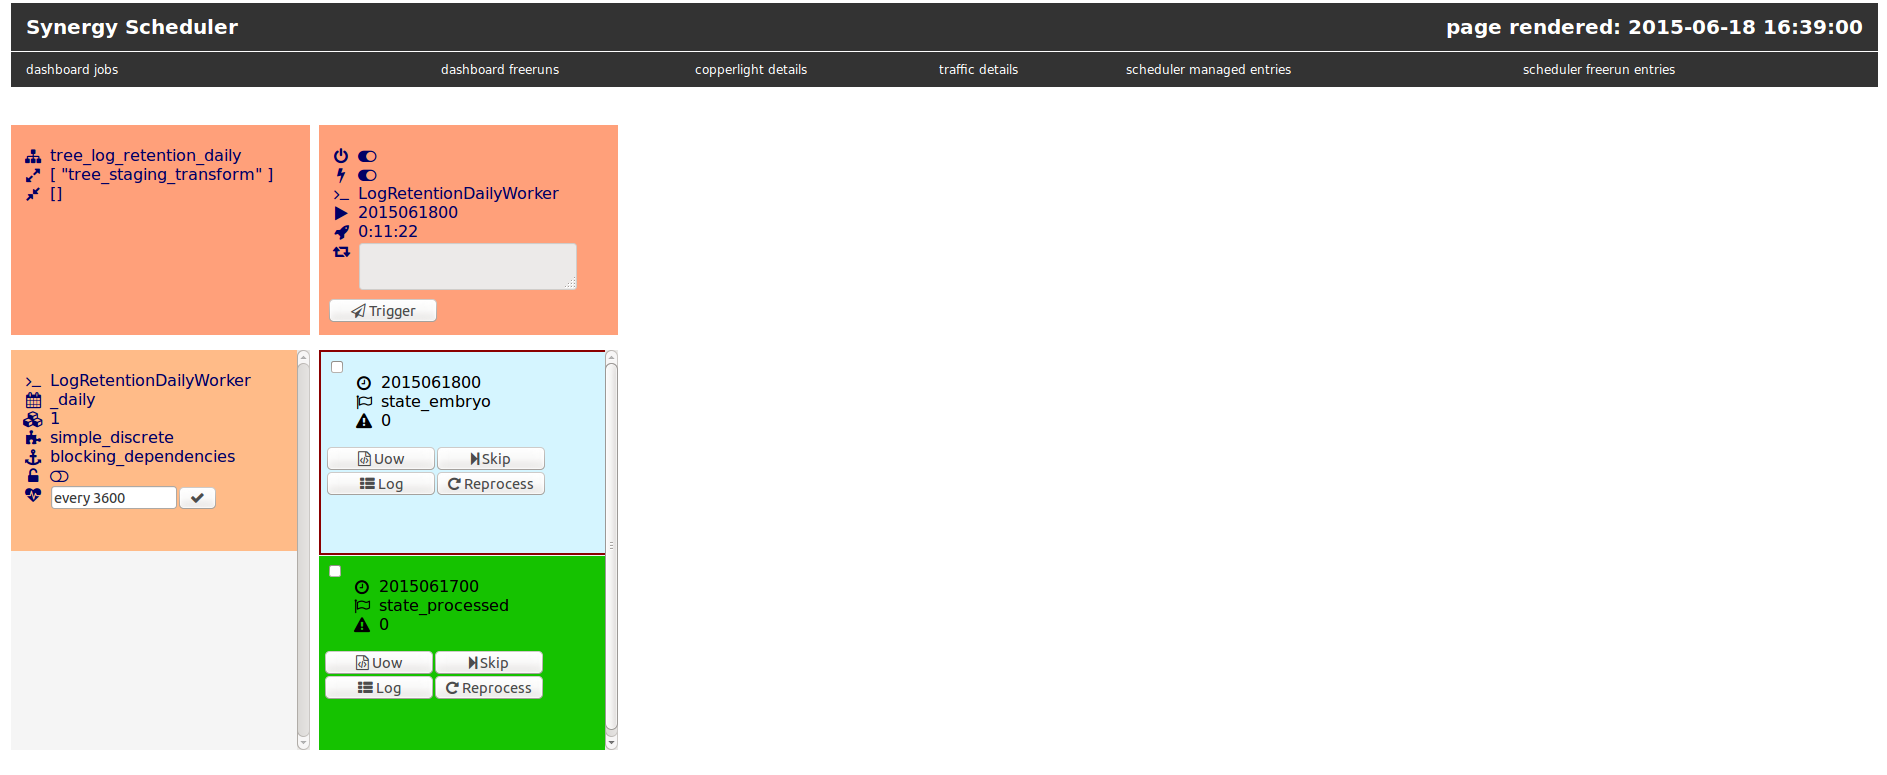 Synergy Scheduler
page rendered: 2015-06-18 16:39:00
dashboard jobs
dashboard freeruns
copperlight details
traffic details
scheduler managed entries
scheduler freerun entries
tree_log_retention_daily
[ "tree_staging_transform" ]
[]
LogRetentionDailyWorker
2015061800
0:11:22
Trigger
LogRetentionDailyWorker
_daily
1
simple_discrete
blocking_dependencies
every 3600
2015061800
state_embryo
0
Uow
Skip
Log
Reprocess
2015061700
state_processed
0
Uow
Skip
Log
Reprocess